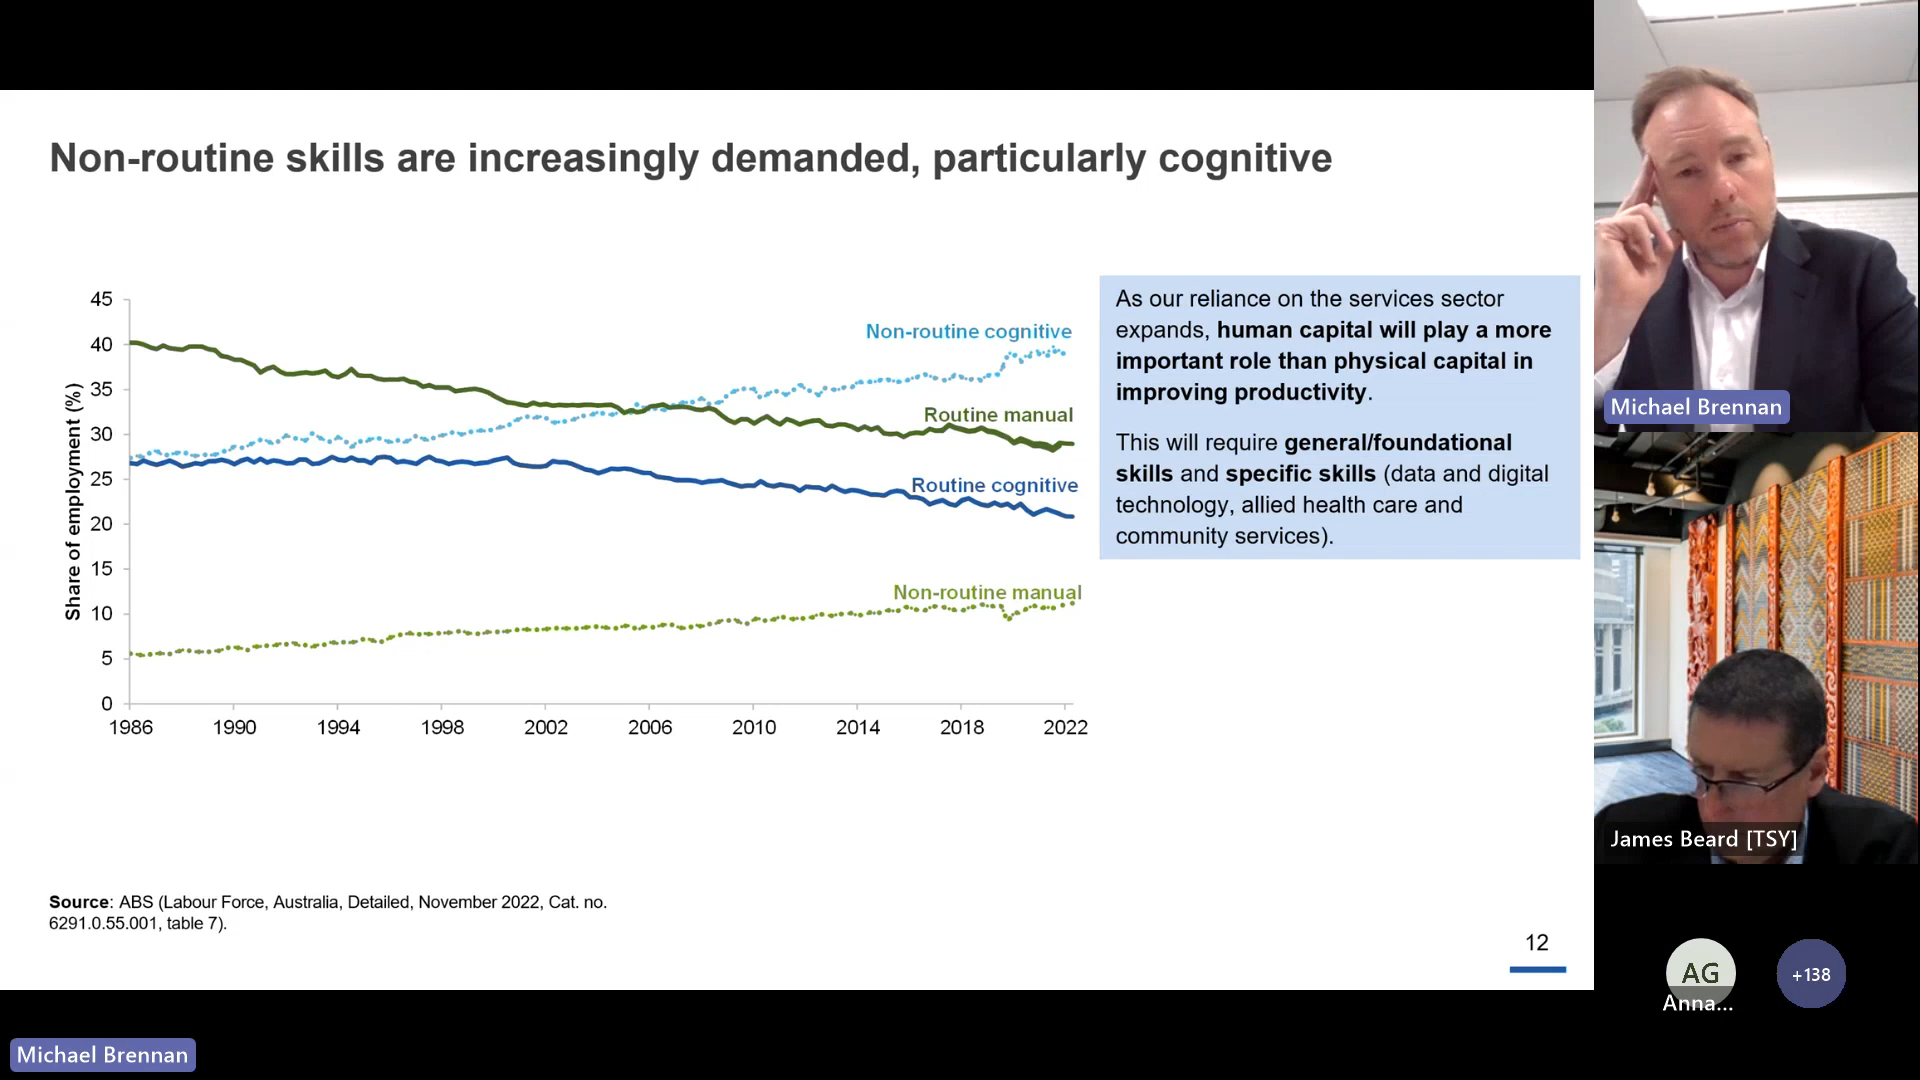 Non-routine skills are increasingly demanded, particularly cognitive
Share of employment (%)
45
40
35
30
25
20
15
10
5
0
1986
1990
1994
1998
2002
2006
2010
2014
2018
2022
Non-routine cognitive
Routine manual
Routine cognitive
Non-routine manual
As our reliance on the services sector
expands, human capital will play a more
important role than physical capital in
improving productivity.
This will require general/foundational
skills and specific skills (data and digital
technology, allied health care and
community services).
Source: ABS (Labour Force, Australia, Detailed, November 2022, Cat. no.
6291.0.55.001, table 7).
12
Michael Brennan
James Beard [TSY]
AG
Anna...
+138
Michael Brennan